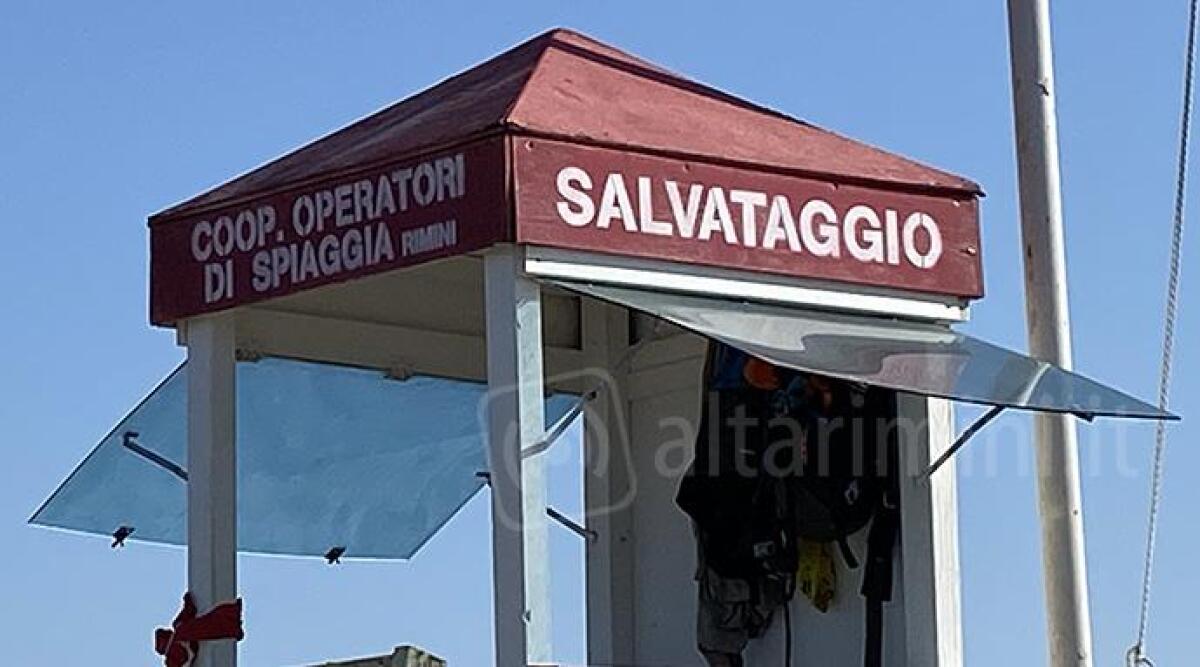 COOP. OPERATORI
DI SPIAGGIA RIMINI
SALVATAGGIO
altarimini.it